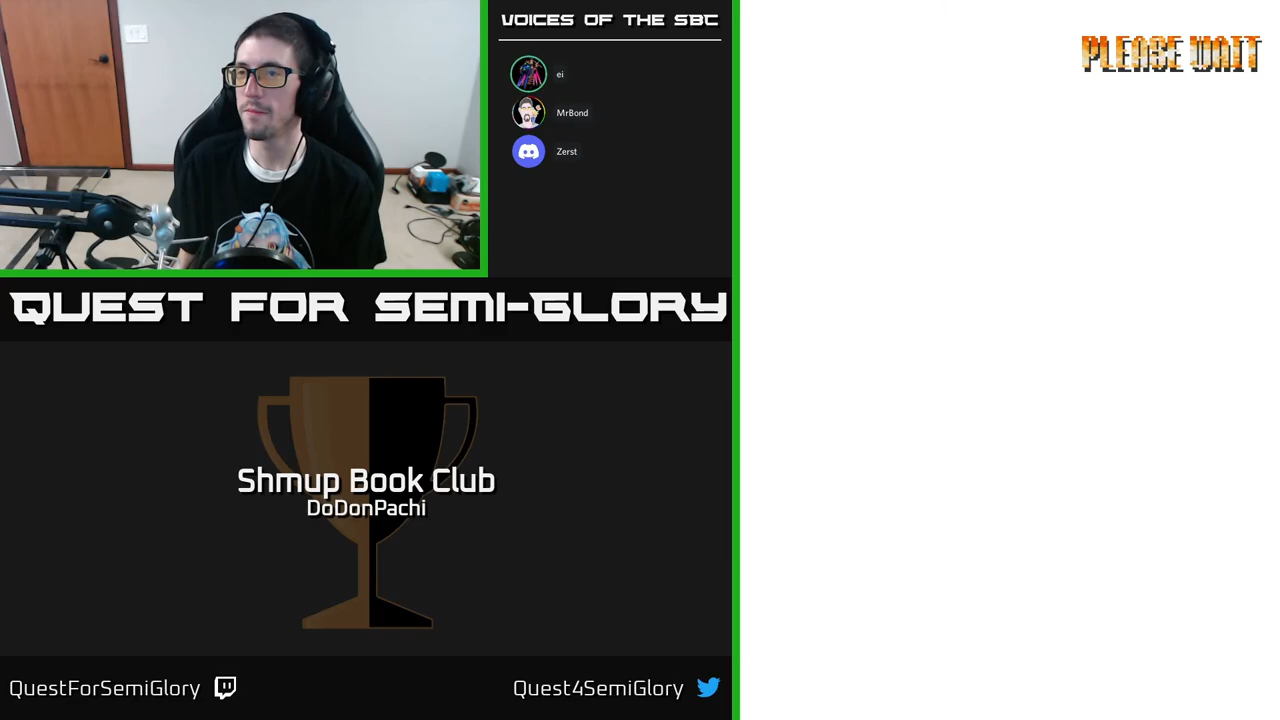 VOICES OF THE SBC
ei
MrBond
Zerst
PLEASE WAIT
QUEST FOR SEMI-GLORY
Shmup Book Club
DoDonPachi
QuestForSemiGlory
Quest4SemiGlory